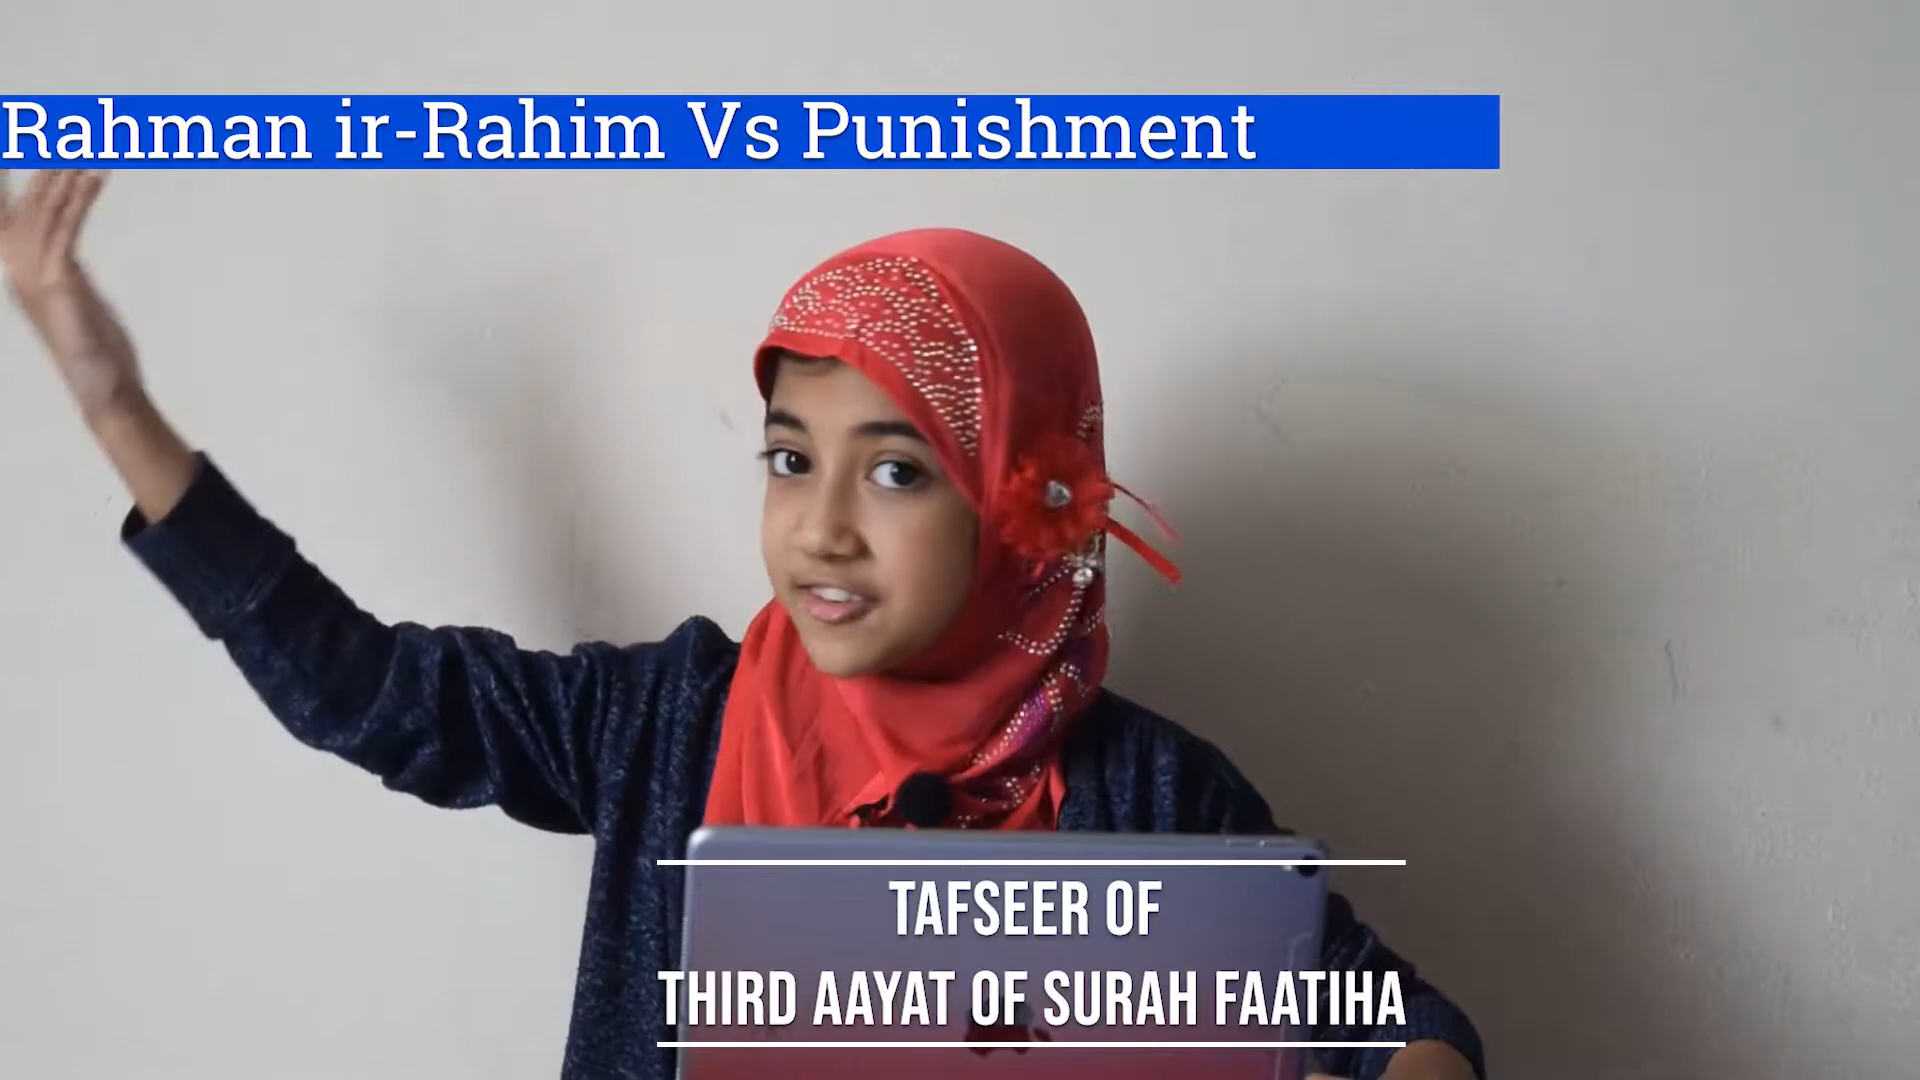 Rahman ir-Rahim Vs Punishment
TAFSEER OF
THIRD AAYAT OF SURAH FAATIHA